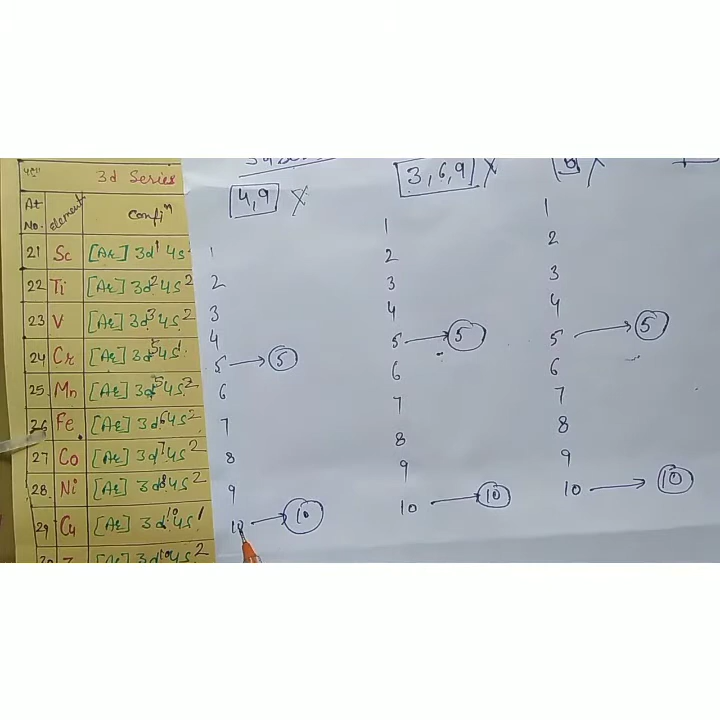 3d Series
At No. Element Config^n
21 Sc [Ar] 3d¹ 4s
22 Ti [Ar] 3d² 4s²
23 V [Ar] 3d³ 4s²
24 Cr [Ar] 3d⁵ 4s¹
25 Mn [Ar] 3d⁵ 4s²
26 Fe [Ar] 3d⁶ 4s²
27 Co [Ar] 3d⁷ 4s²
28 Ni [Ar] 3d⁸ 4s²
29 Cu [Ar] 3d¹⁰ 4s¹
[Ar] 3d¹⁰ 4s²
4,9 X
1
2
3
4
5 → 5
6
7
8
9
10 → 10
3,6,9 X
1
2
3
4
5 → 5
6
7
8
9
10 → 10
X
1
2
3
4
5 → 5
6
7
8
9
10 → 10